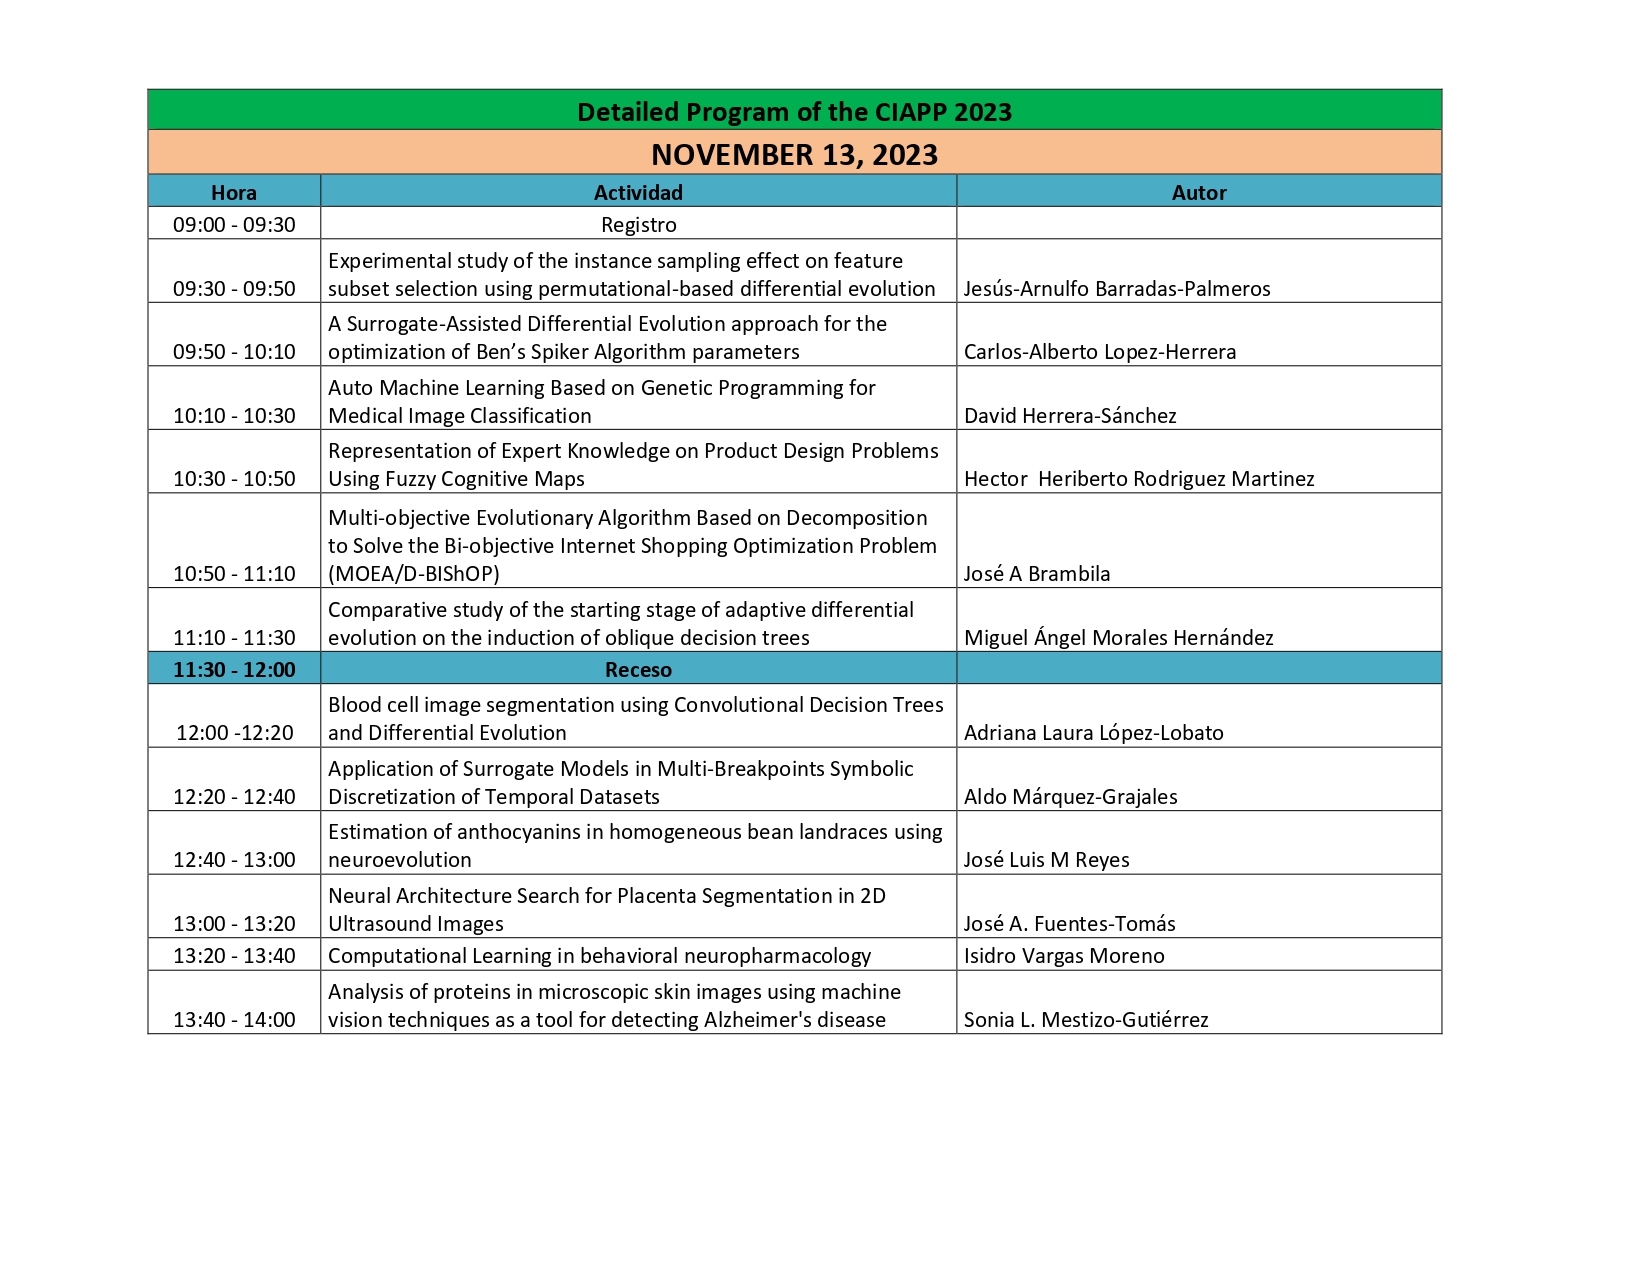 Detailed Program of the CIAPP 2023
NOVEMBER 13, 2023
Hora Actividad Autor
09:00 - 09:30 Registro
Experimental study of the instance sampling effect on feature
09:30 - 09:50 subset selection using permutational-based differential evolution Jesús-Arnulfo Barradas-Palmeros
A Surrogate-Assisted Differential Evolution approach for the
09:50 - 10:10 optimization of Ben’s Spiker Algorithm parameters Carlos-Alberto Lopez-Herrera
Auto Machine Learning Based on Genetic Programming for
10:10 - 10:30 Medical Image Classification David Herrera-Sánchez
Representation of Expert Knowledge on Product Design Problems
10:30 - 10:50 Using Fuzzy Cognitive Maps Hector  Heriberto Rodriguez Martinez
Multi-objective Evolutionary Algorithm Based on Decomposition
to Solve the Bi-objective Internet Shopping Optimization Problem
10:50 - 11:10 (MOEA/D-BIShOP) José A Brambila
Comparative study of the starting stage of adaptive differential
11:10 - 11:30 evolution on the induction of oblique decision trees Miguel Ángel Morales Hernández
11:30 - 12:00 Receso
Blood cell image segmentation using Convolutional Decision Trees
12:00 -12:20 and Differential Evolution Adriana Laura López-Lobato
Application of Surrogate Models in Multi-Breakpoints Symbolic
12:20 - 12:40 Discretization of Temporal Datasets Aldo Márquez-Grajales
Estimation of anthocyanins in homogeneous bean landraces using
12:40 - 13:00 neuroevolution José Luis M Reyes
Neural Architecture Search for Placenta Segmentation in 2D
13:00 - 13:20 Ultrasound Images José A. Fuentes-Tomás
13:20 - 13:40 Computational Learning in behavioral neuropharmacology Isidro Vargas Moreno
Analysis of proteins in microscopic skin images using machine
13:40 - 14:00 vision techniques as a tool for detecting Alzheimer's disease Sonia L. Mestizo-Gutiérrez